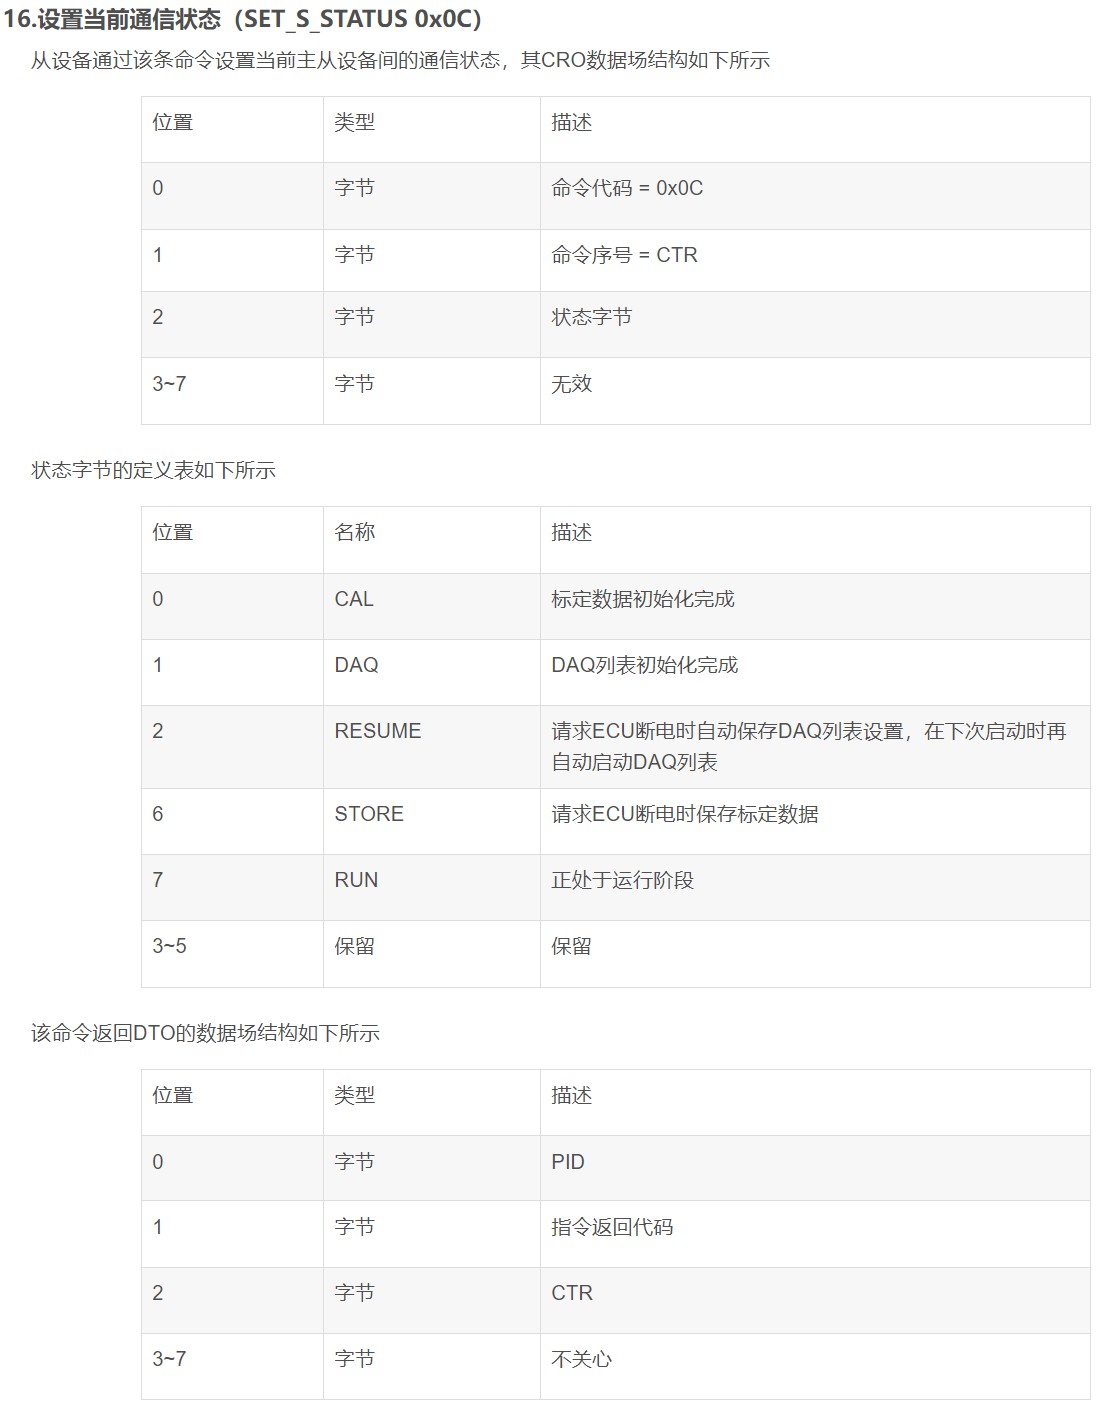 16.设置当前通信状态（SET_S_STATUS 0x0C）
从设备通过该条命令设置当前主从设备间的通信状态，其CRO数据场结构如下所示
位置 类型 描述
0 字节 命令代码 = 0x0C
1 字节 命令序号 = CTR
2 字节 状态字节
3~7 字节 无效
状态字节的定义表如下所示
位置 名称 描述
0 CAL 标定数据初始化完成
1 DAQ DAQ列表初始化完成
2 RESUME 请求ECU断电时自动保存DAQ列表设置，在下次启动时再
自动启动DAQ列表
6 STORE 请求ECU断电时保存标定数据
7 RUN 正处于运行阶段
3~5 保留 保留
该命令返回DTO的数据场结构如下所示
位置 类型 描述
0 字节 PID
1 字节 指令返回代码
2 字节 CTR
3~7 字节 不关心